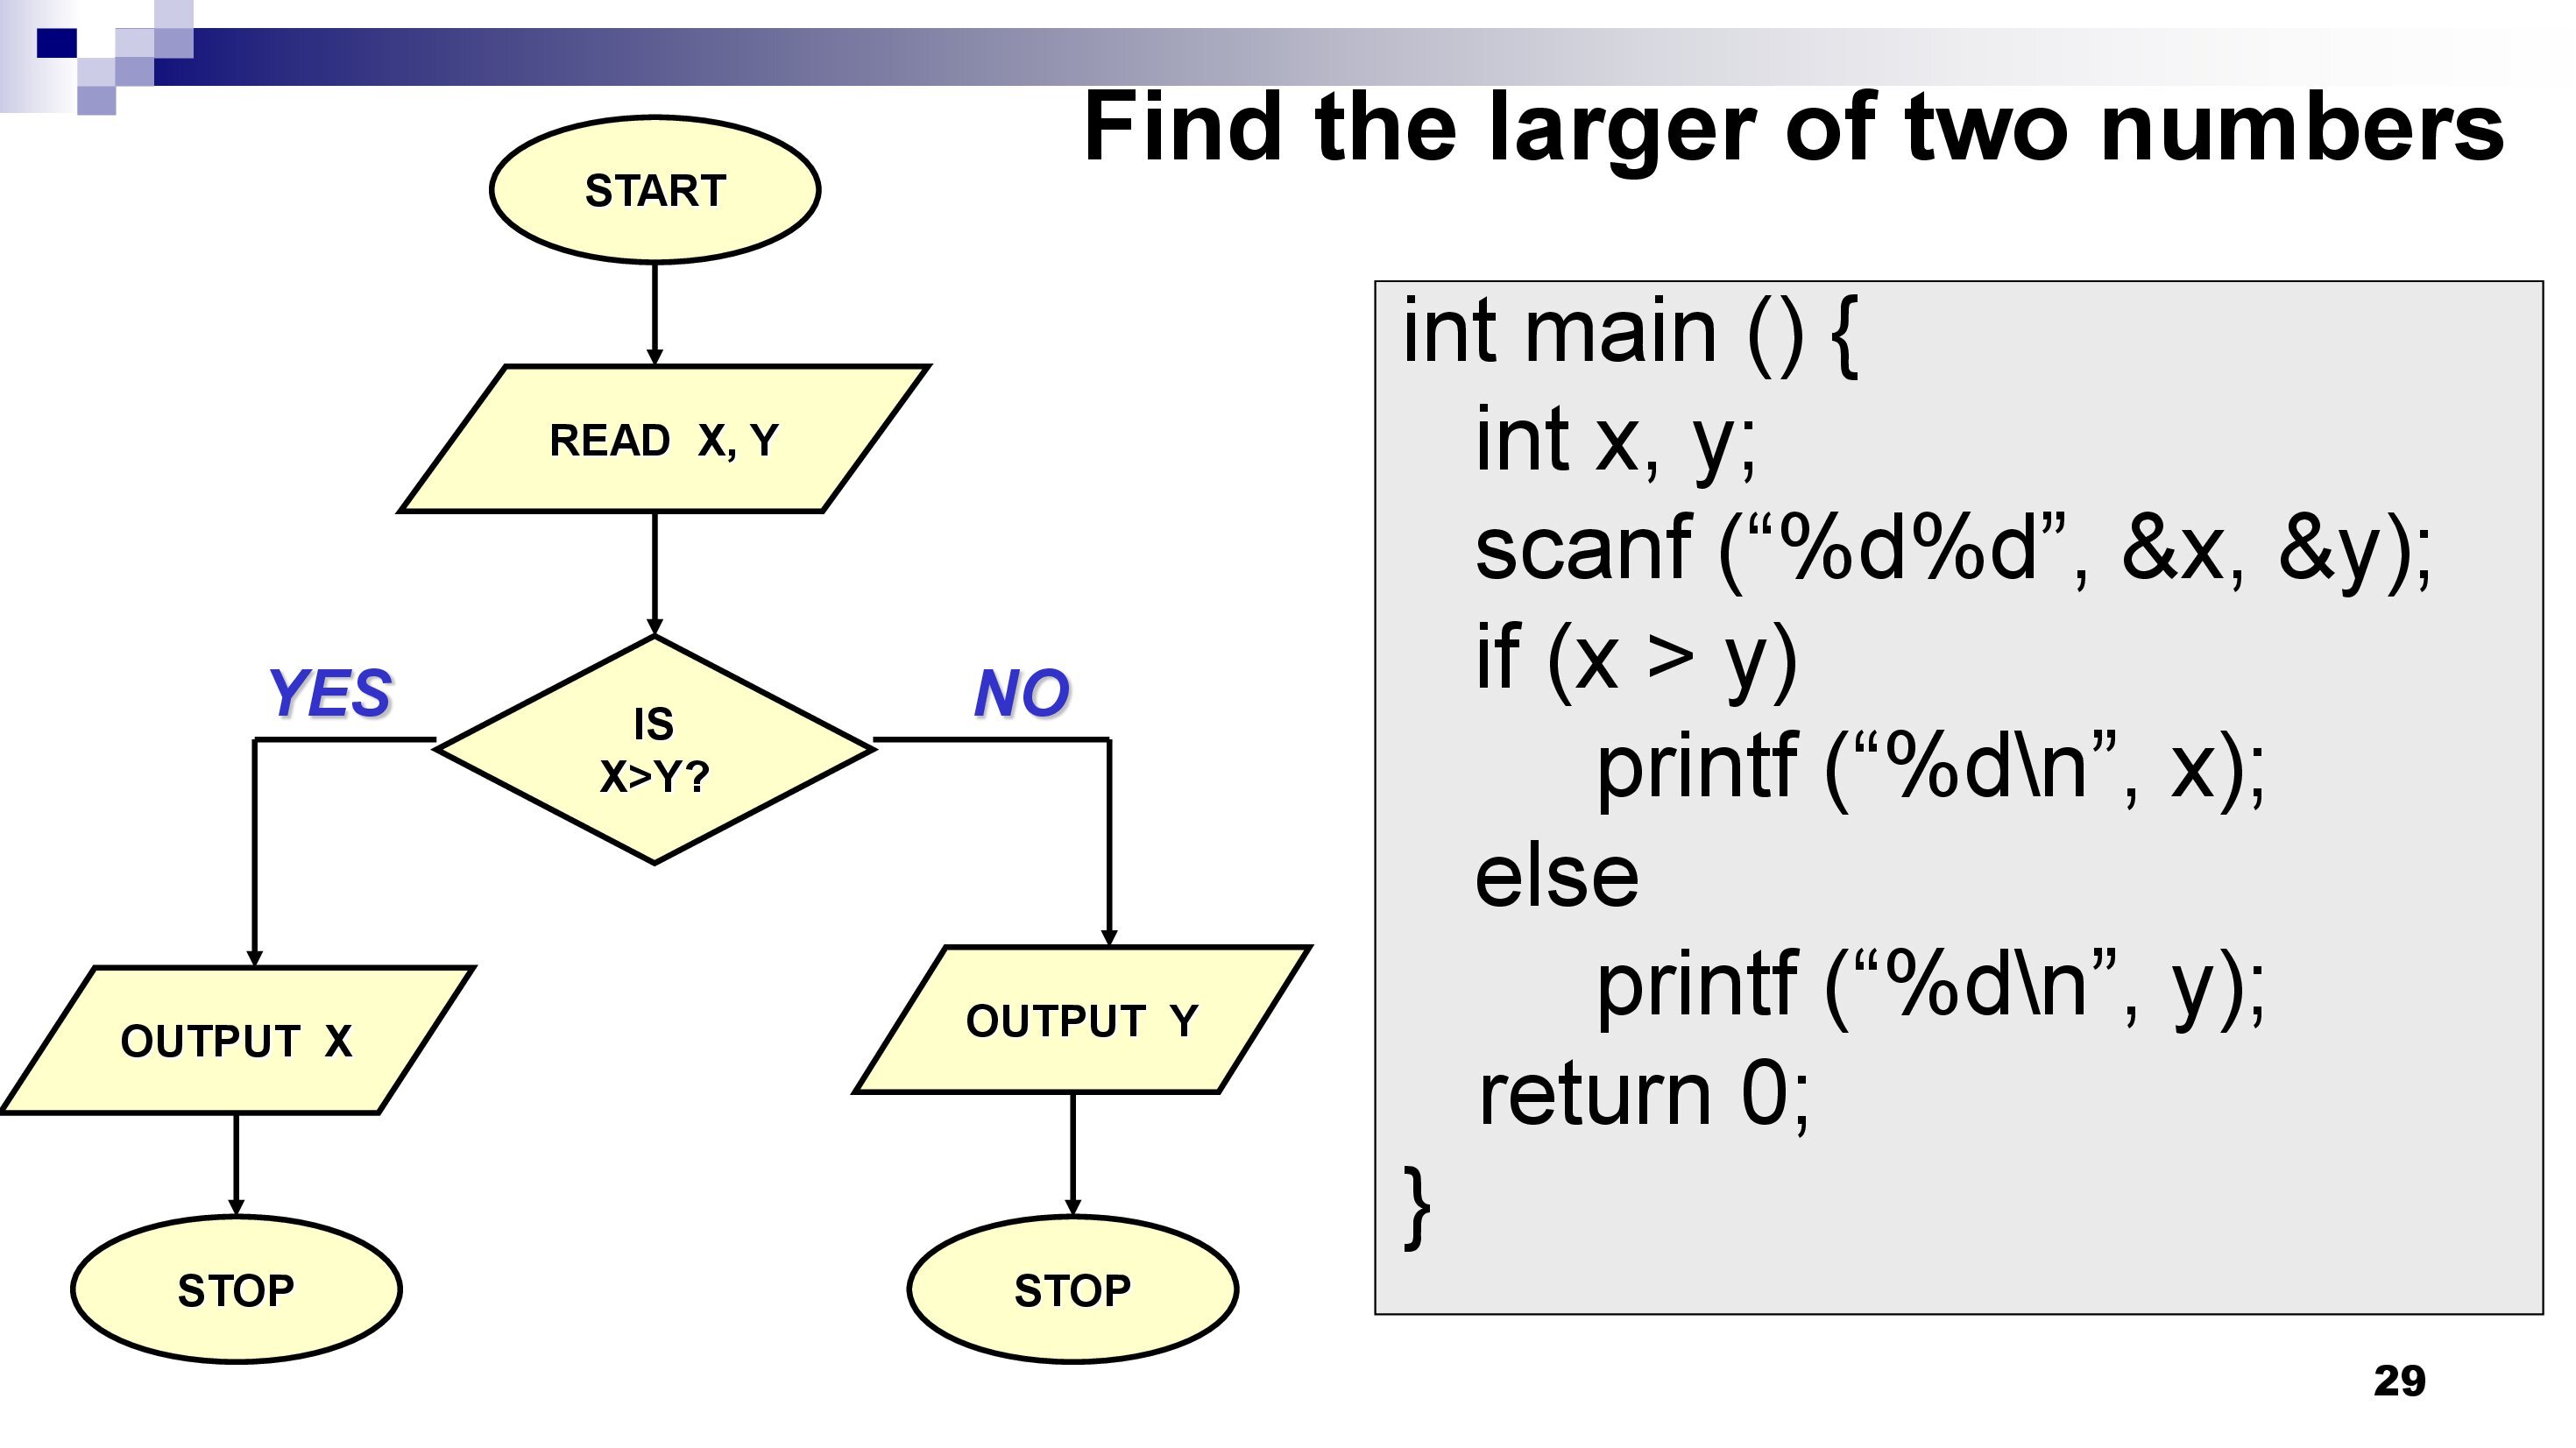 Find the larger of two numbers
START
READ  X, Y
IS
X>Y?
YES
NO
OUTPUT  X
OUTPUT  Y
STOP
STOP
int main () {
int x, y;
scanf (“%d%d”, &x, &y);
if (x > y)
printf (“%d\n”, x);
else
printf (“%d\n”, y);
return 0;
}
29